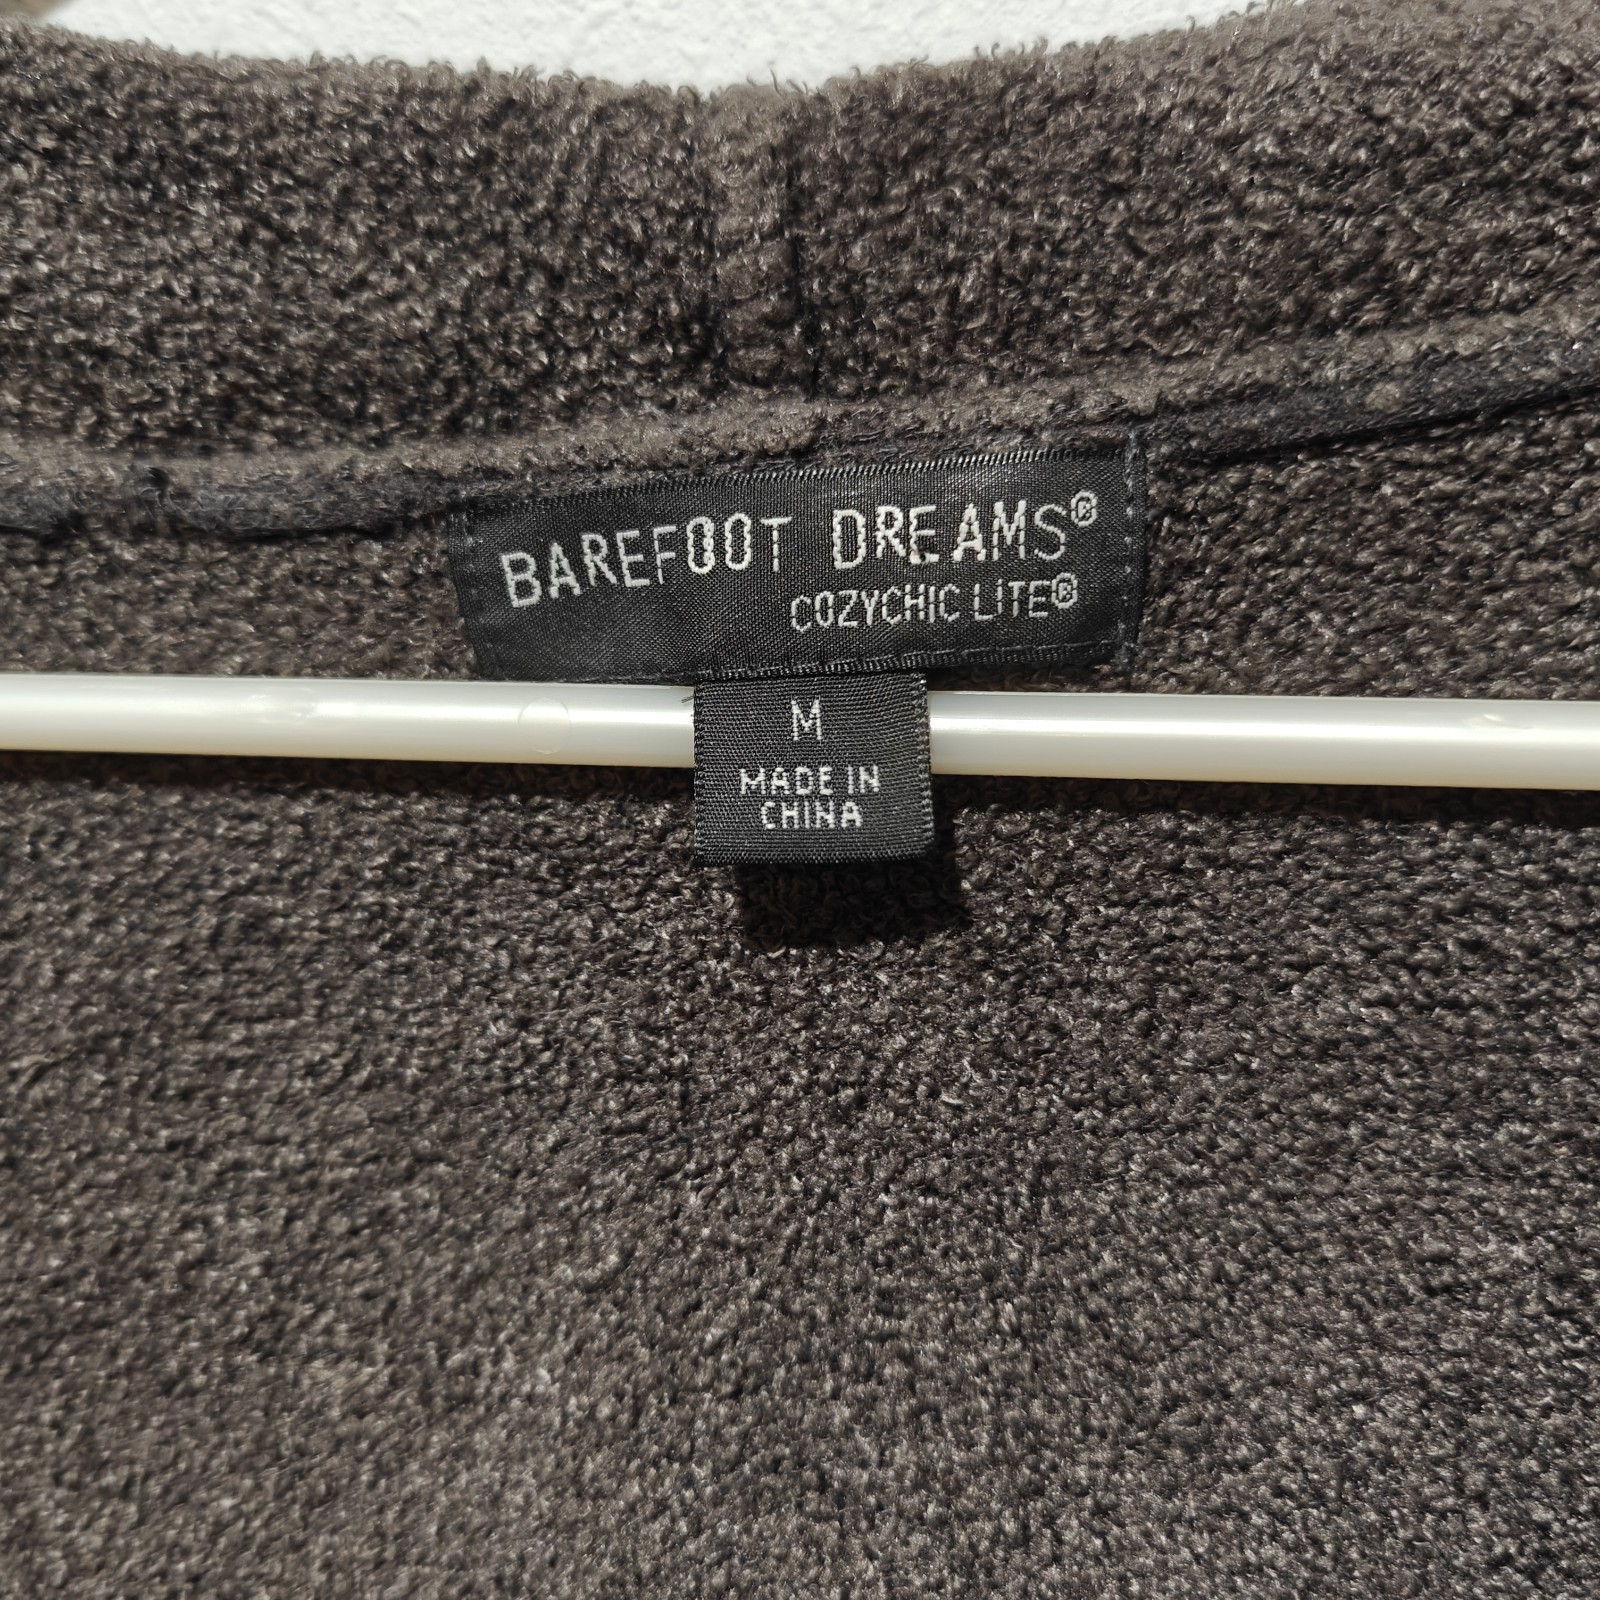 BAREFOOT DREAMS®
COZYCHIC LiTE®
M
MADE IN
CHINA